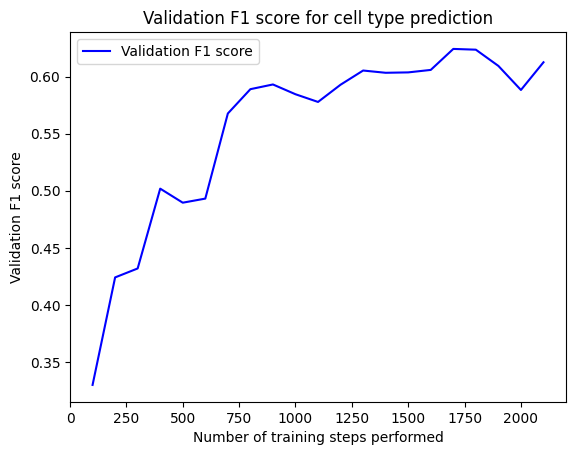 Validation F1 score for cell type prediction
Validation F1 score
0.60
0.55
0.50
0.45
0.40
0.35
Validation F1 score
0 250 500 750 1000 1250 1500 1750 2000
Number of training steps performed